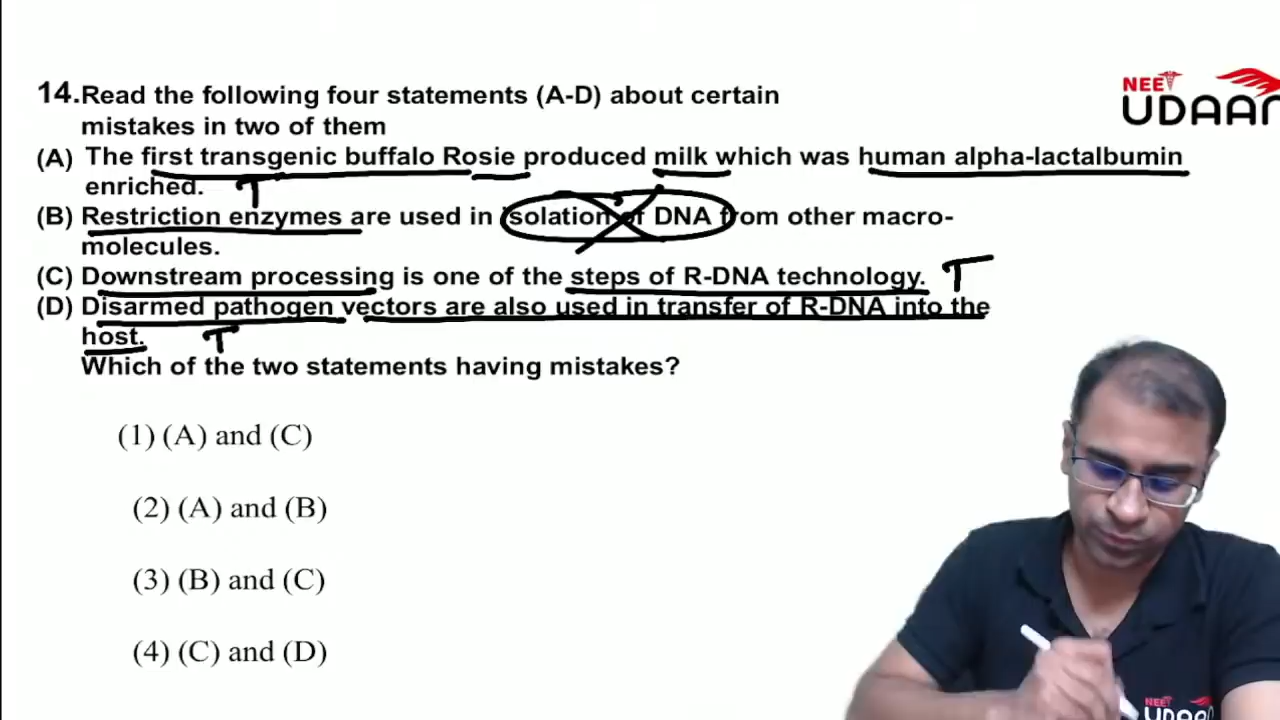 NEET
UDAAN
14.Read the following four statements (A-D) about certain
mistakes in two of them
(A) The first transgenic buffalo Rosie produced milk which was human alpha-lactalbumin
enriched. T
(B) Restriction enzymes are used in isolation of DNA from other macro-
molecules.
(C) Downstream processing is one of the steps of R-DNA technology. T
(D) Disarmed pathogen vectors are also used in transfer of R-DNA into the
host. T
Which of the two statements having mistakes?
(1) (A) and (C)
(2) (A) and (B)
(3) (B) and (C)
(4) (C) and (D)
NEET
UDAAN